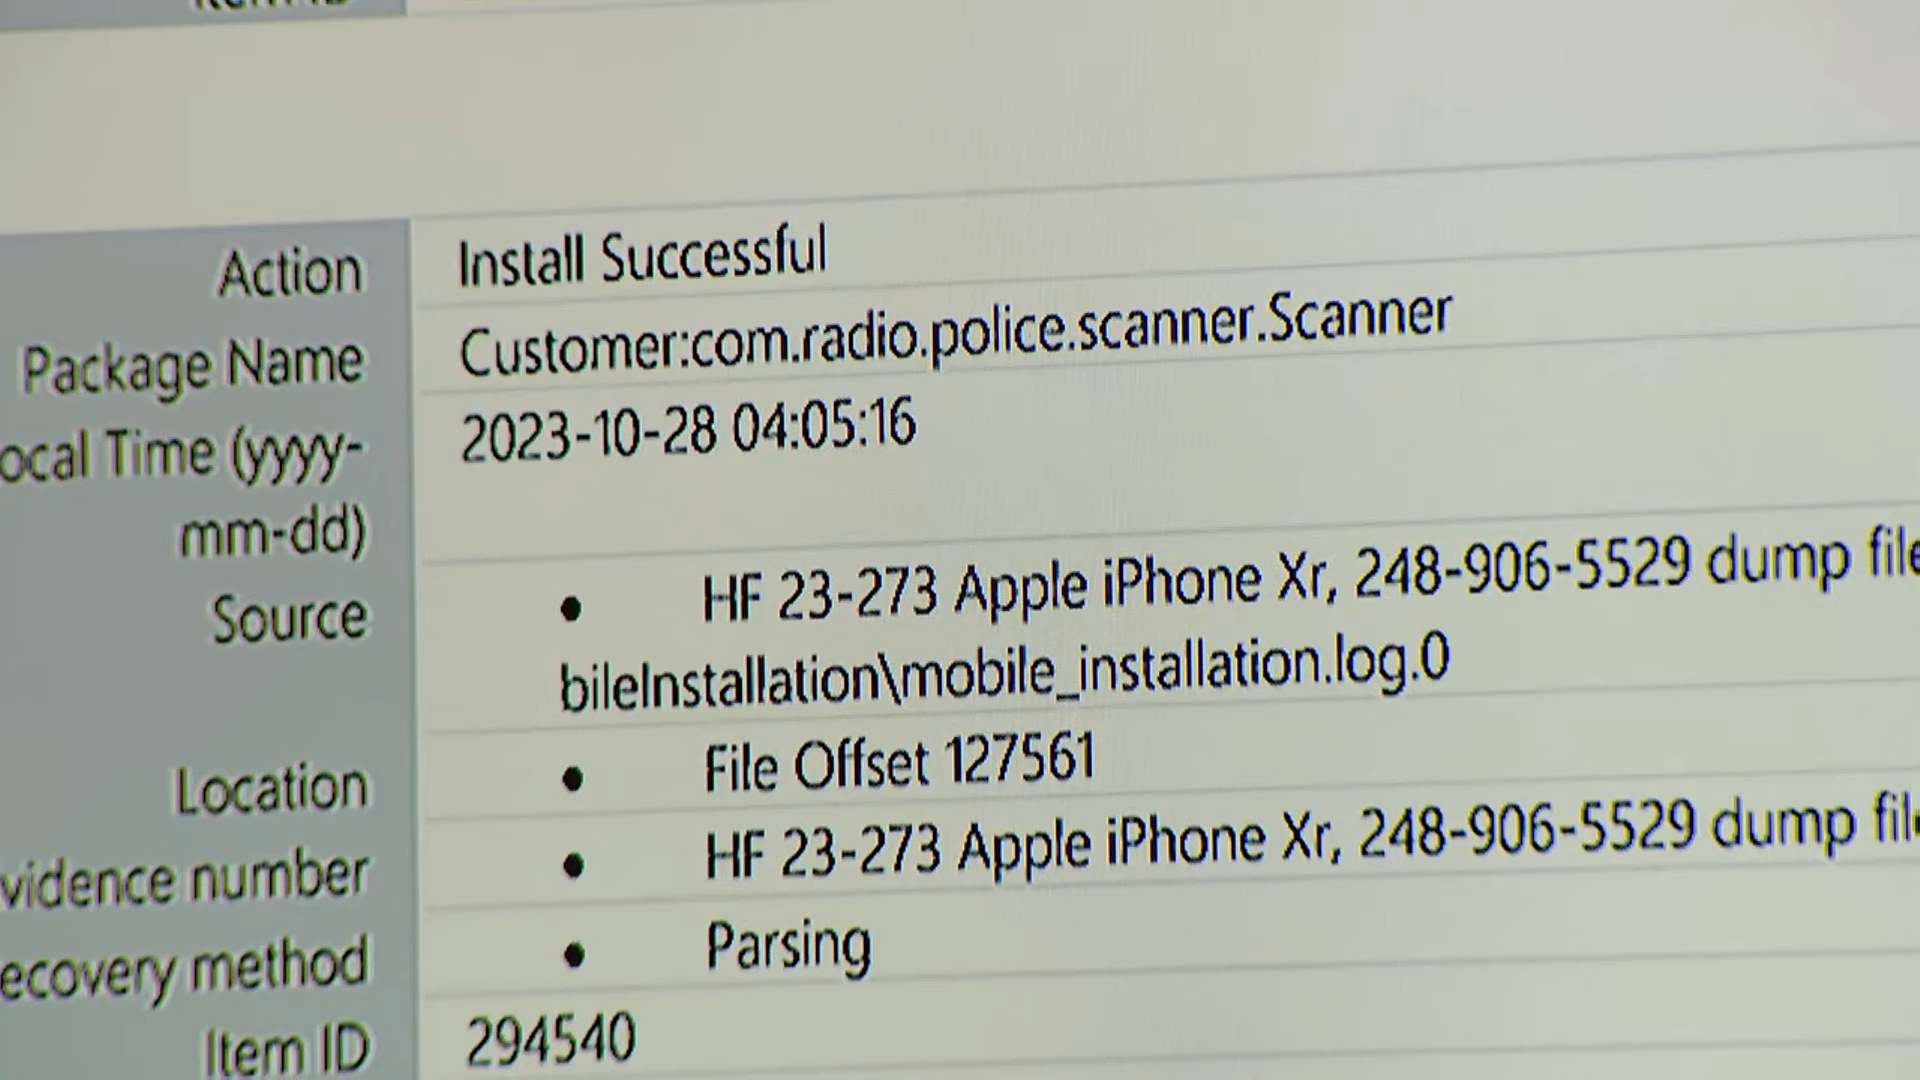 Action Install Successful
Package Name Customer:com.radio.police.scanner.Scanner
ocal Time (yyyy- 2023-10-28 04:05:16
mm-dd)
Source • HF 23-273 Apple iPhone Xr, 248-906-5529 dump file
bileInstallation\mobile_installation.log.0
Location • File Offset 127561
vidence number • HF 23-273 Apple iPhone Xr, 248-906-5529 dump fil
ecovery method • Parsing
Item ID 294540